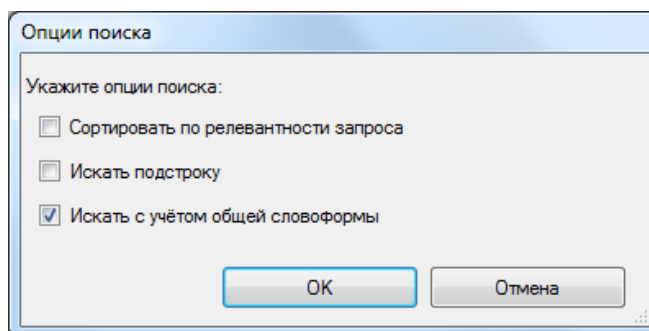 Опции поиска
Укажите опции поиска:
Сортировать по релевантности запроса
Искать подстроку
Искать с учётом общей словоформы
OK
Отмена